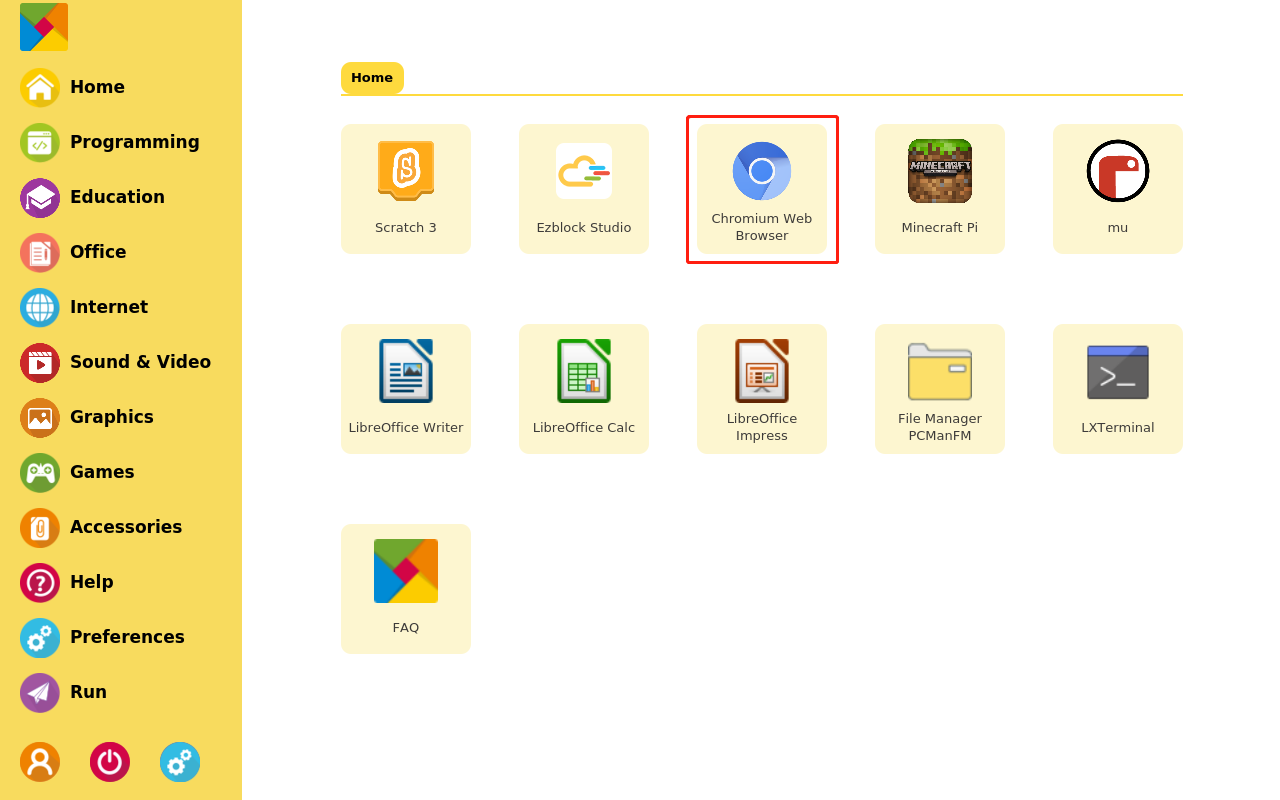 Home
Programming
Education
Office
Internet
Sound & Video
Graphics
Games
Accessories
Help
Preferences
Run
Home
Scratch 3
Ezblock Studio
Chromium Web
Browser
MINECRAFT
Minecraft Pi
mu
LibreOffice Writer
LibreOffice Calc
LibreOffice
Impress
File Manager
PCManFM
LXTerminal
FAQ